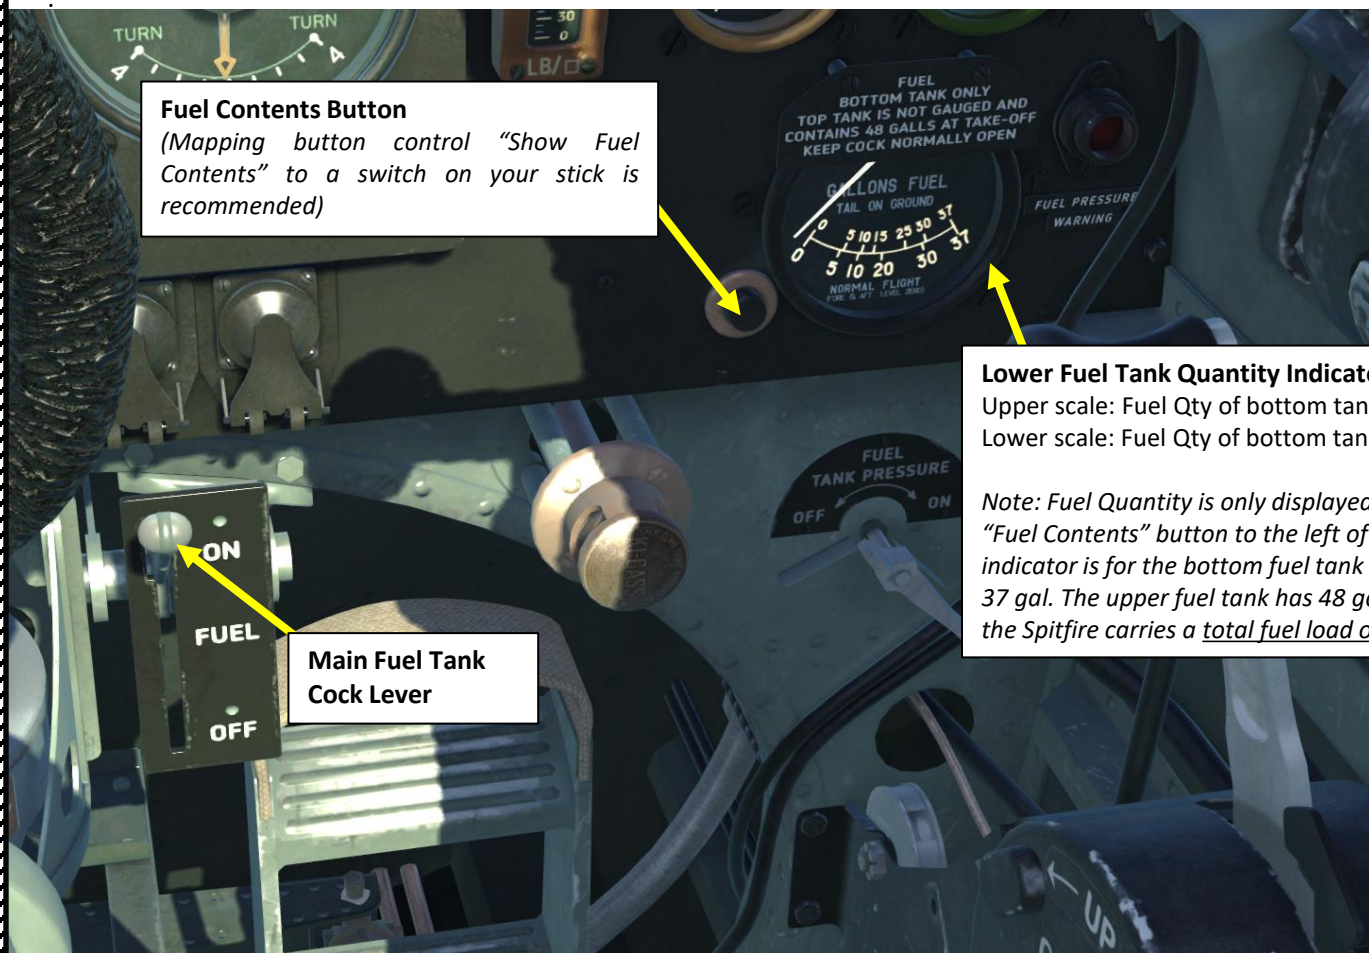 TURN
TURN
4
4
30
0
LB/□
FUEL
BOTTOM TANK ONLY
TOP TANK IS NOT GAUGED AND
CONTAINS 48 GALLS AT TAKE-OFF
KEEP COCK NORMALLY OPEN
Fuel Contents Button
(Mapping button control “Show Fuel
Contents” to a switch on your stick is
recommended)
GALLONS FUEL
TAIL ON GROUND
0 5 10 15 25 30 37
0 5 10 20 30 37
NORMAL FLIGHT
FORE & AFT LEVEL
FUEL PRESSURE
WARNING
Lower Fuel Tank Quantity Indicat
Upper scale: Fuel Qty of bottom tan
Lower scale: Fuel Qty of bottom tan
Note: Fuel Quantity is only displayed
“Fuel Contents” button to the left of
indicator is for the bottom fuel tank
37 gal. The upper fuel tank has 48 g
the Spitfire carries a total fuel load o
FUEL
TANK PRESSURE
OFF
ON
ON
FUEL
OFF
Main Fuel Tank
Cock Lever
UP